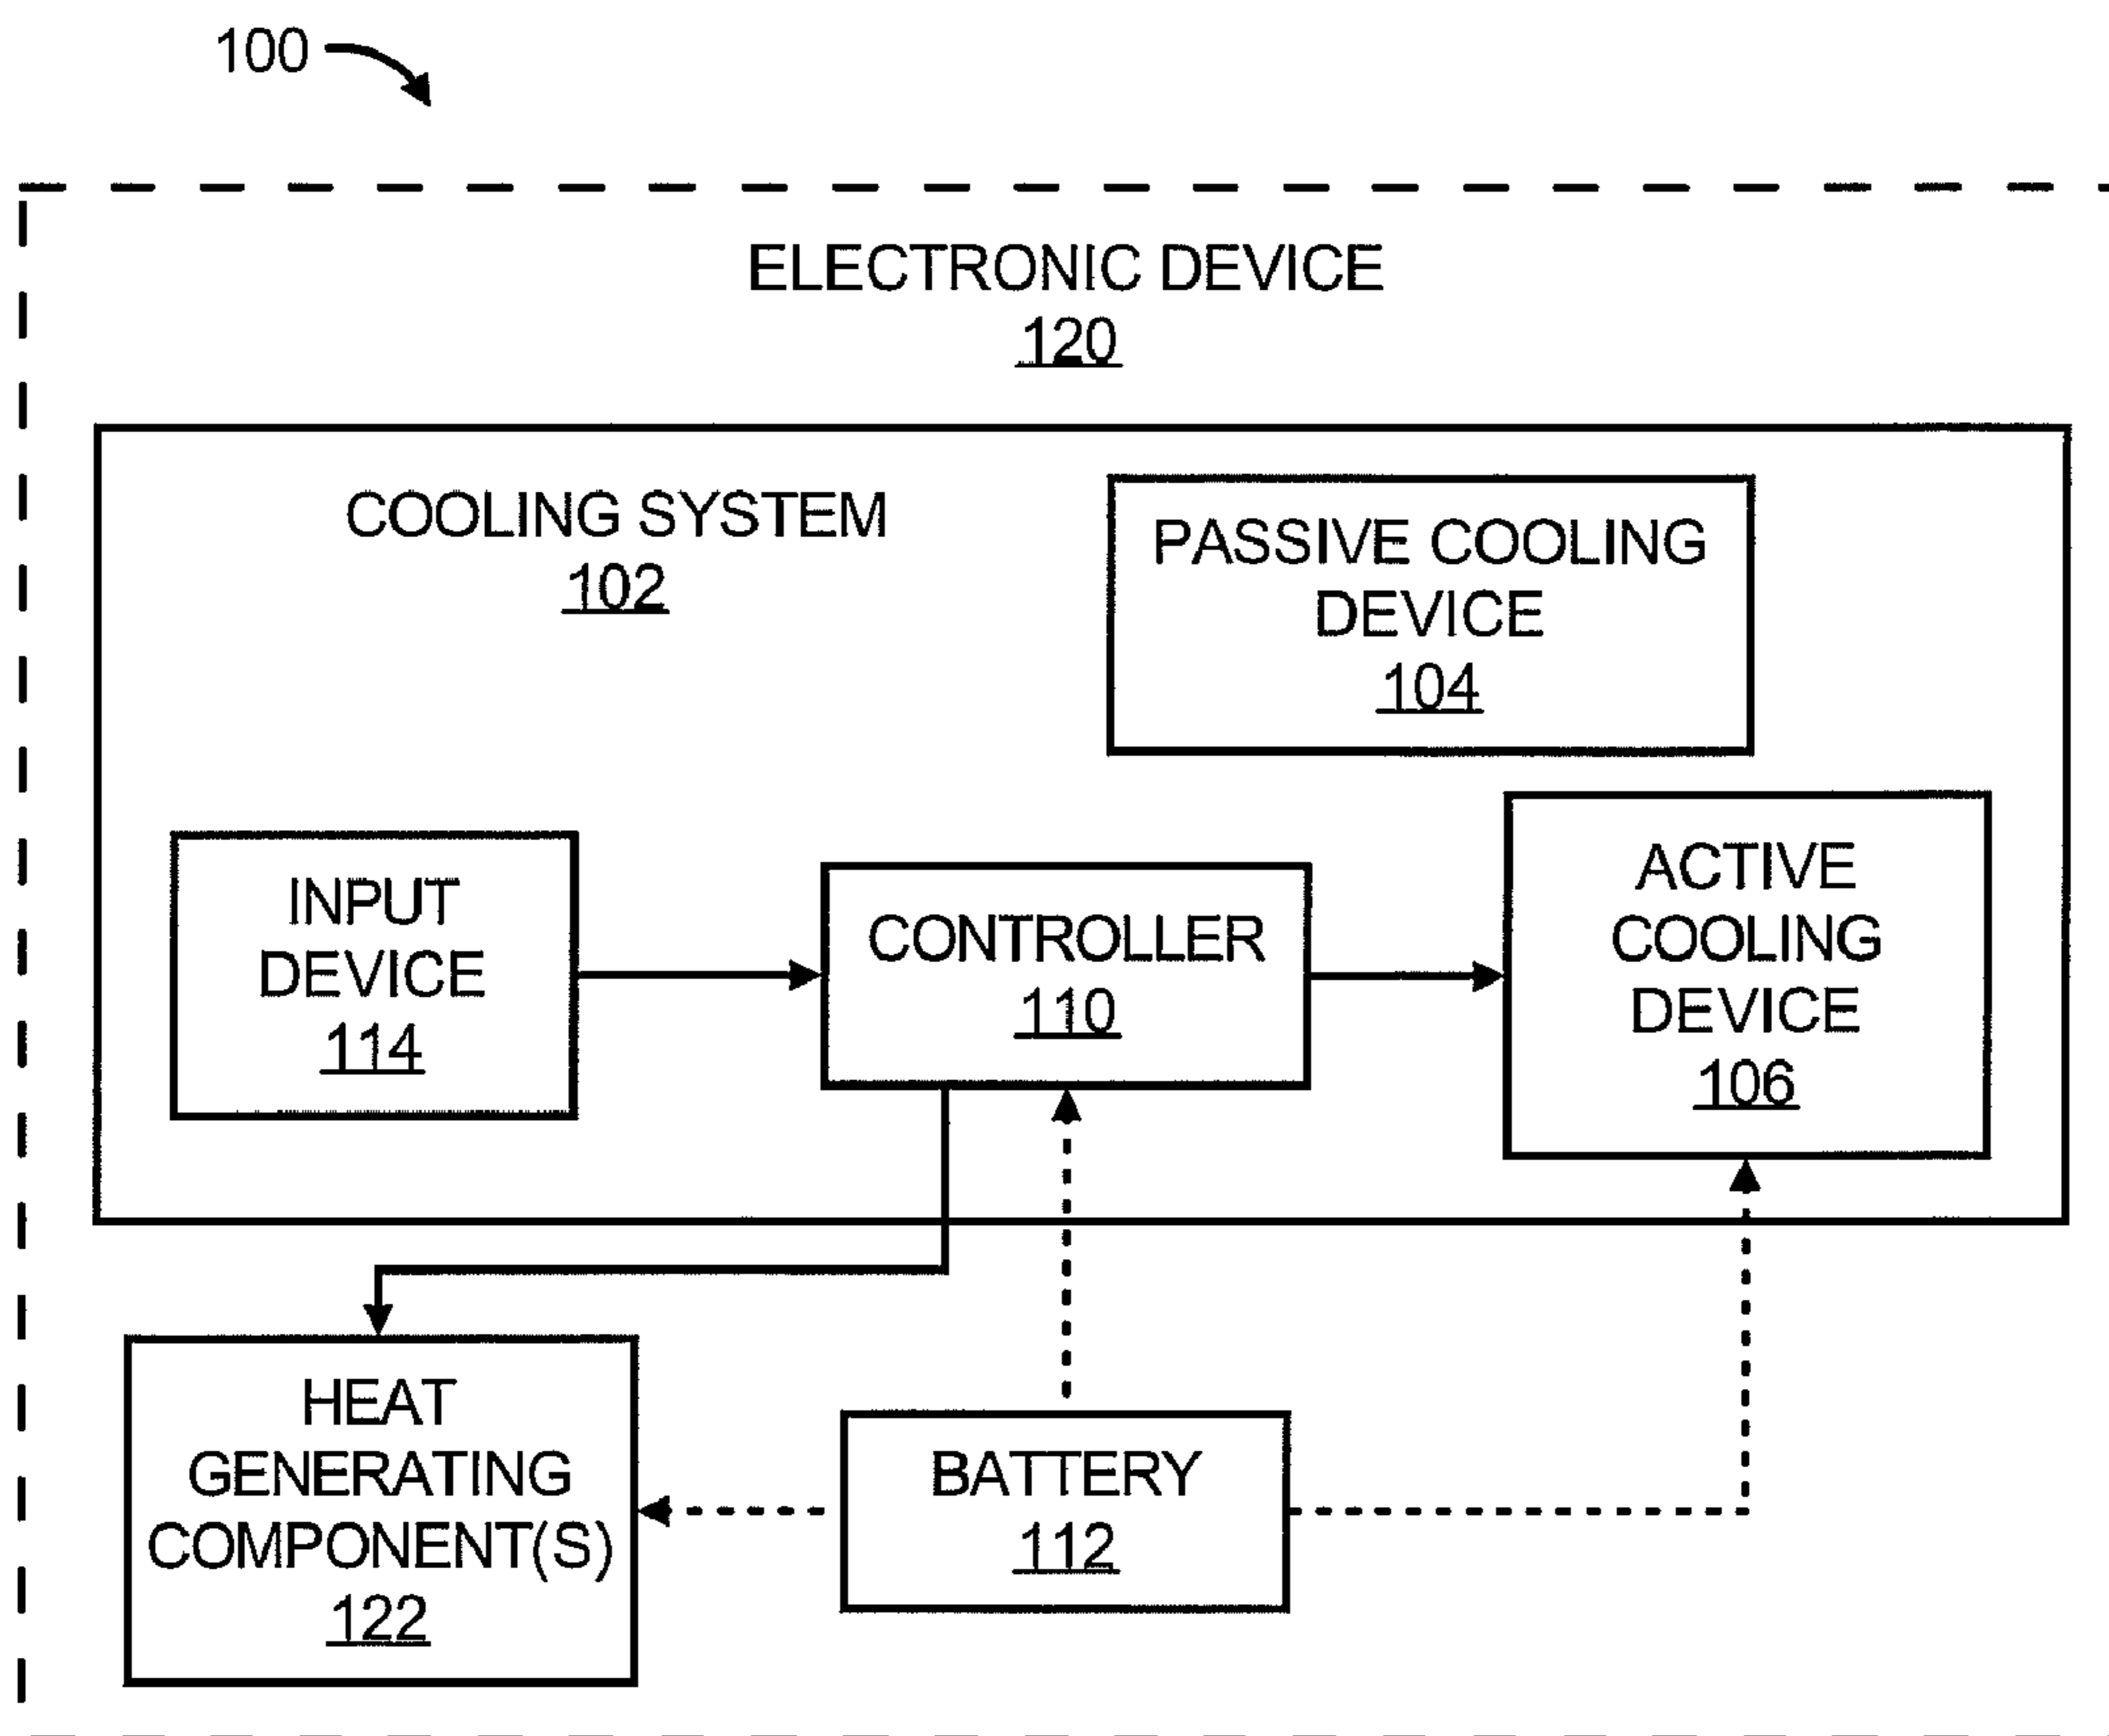 100
ELECTRONIC DEVICE
120
COOLING SYSTEM
102
PASSIVE COOLING
DEVICE
104
INPUT
DEVICE
114
CONTROLLER
110
ACTIVE
COOLING
DEVICE
106
HEAT
GENERATING
COMPONENT(S)
122
BATTERY
112